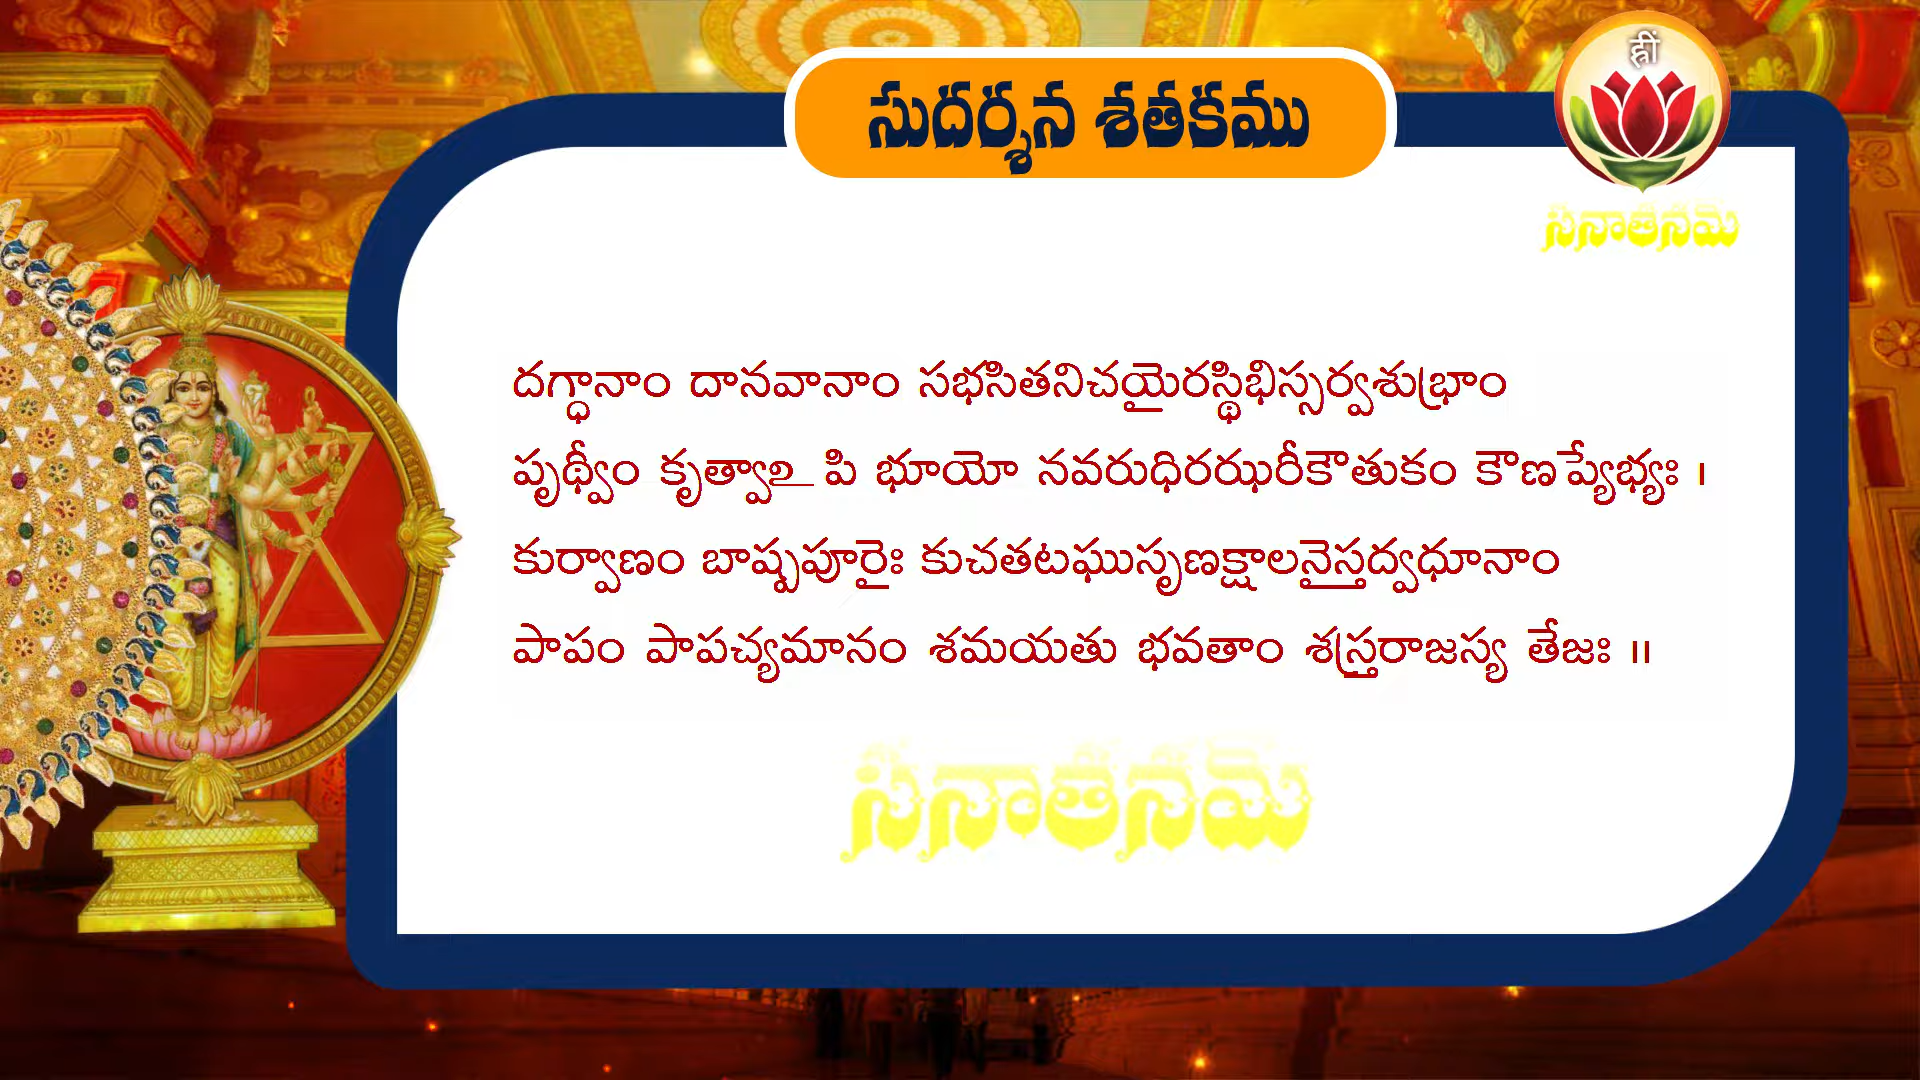 సుదర్శన శతకము
ह्रीं
సనాతనమ్
దగ్ధానాం దానవానాం సభసితనిచయైరస్థిభిస్సర్వశుభ్రాం
పృథ్వీం కృత్వాఽపి భూయో నవరుధిరఝరీకౌతుకం కౌణప్యేభ్యః ।
కుర్వాణం బాష్పపూరైః కుచతటఘుసృణక్షాలనైస్తద్వధూనాం
పాపం పాపచ్యమానం శమయతు భవతాం శస్త్రరాజస్య తేజః ॥
సనాతనమ్